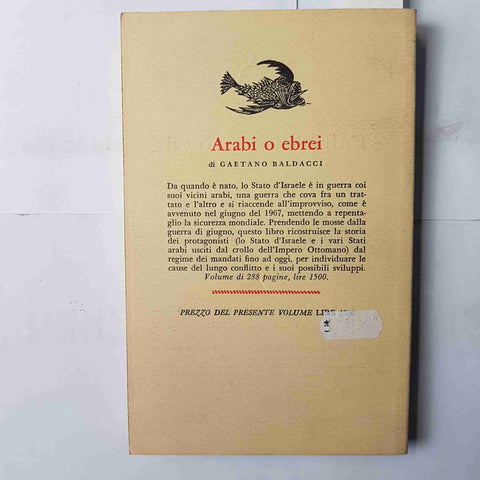 Arabi o ebrei
di GAETANO BALDACCI
Da quando è nato, lo Stato d'Israele è in guerra coi
suoi vicini arabi, una guerra che cova fra un trat-
tato e l'altro e si riaccende all'improvviso, come è
avvenuto nel giugno del 1967, mettendo a repenta-
glio la sicurezza mondiale. Prendendo le mosse dalla
guerra di giugno, questo libro ricostruisce la storia
dei protagonisti (lo Stato d'Israele e i vari Stati
arabi usciti dal crollo dell'Impero Ottomano) dal
regime dei mandati fino ad oggi, per individuare le
cause del lungo conflitto e i suoi possibili sviluppi.
Volume di 288 pagine, lire 1500.
PREZZO DEL PRESENTE VOLUME LIRE